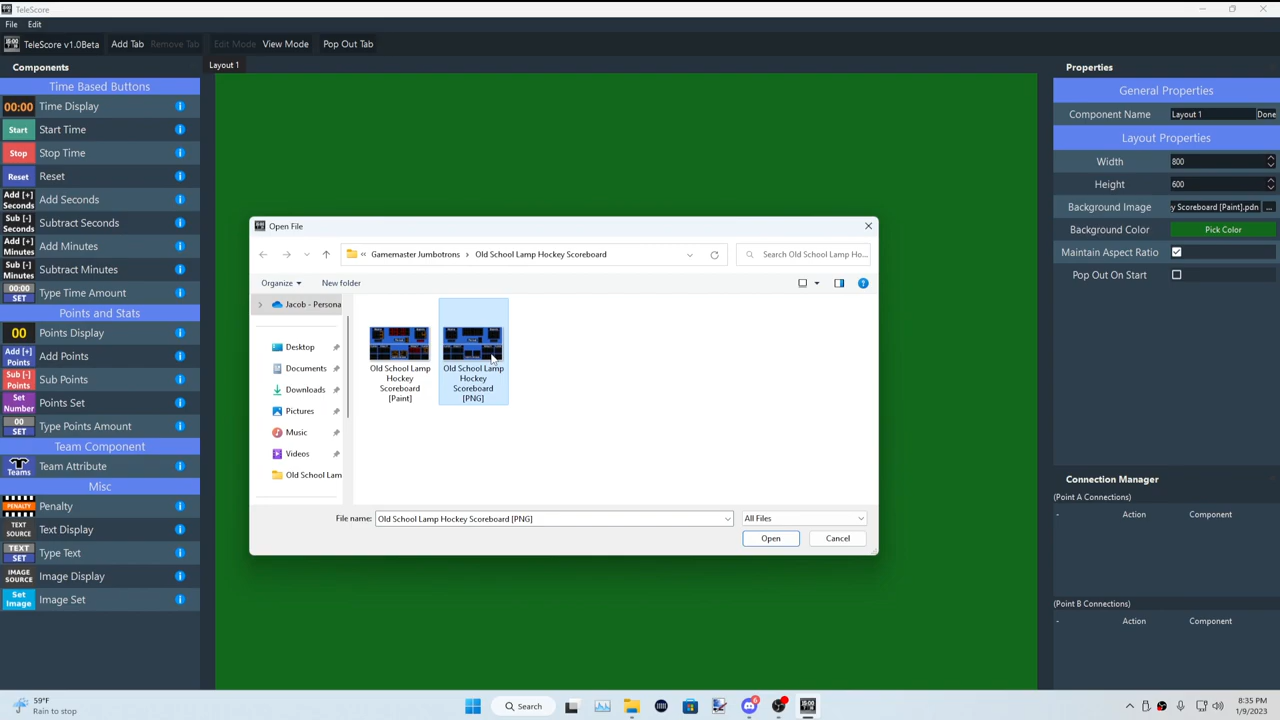 TeleScore
File Edit
15:00 TeleScore v1.0Beta Add Tab Remove Tab Edit Mode View Mode Pop Out Tab
Components
Layout 1
Properties
Time Based Buttons
00:00 Time Display
Start Start Time
Stop Stop Time
Reset Reset
Add [+] Seconds Add Seconds
Sub [-] Seconds Subtract Seconds
Add [+] Minutes Add Minutes
Sub [-] Minutes Subtract Minutes
00:00 SET Type Time Amount
Points and Stats
00 Points Display
Add [+] Points Add Points
Sub [-] Points Sub Points
Set Number Points Set
00 SET Type Points Amount
Team Component
Teams Team Attribute
Misc
PENALTY Penalty
TEXT SOURCE Text Display
TEXT SET Type Text
IMAGE SOURCE Image Display
Set Image Image Set
Open File
« Gamemaster Jumbotrons > Old School Lamp Hockey Scoreboard
Search Old School Lamp Ho...
Organize New folder
Jacob - Persona
Desktop
Documents
Downloads
Pictures
Music
Videos
Old School Lam
Old School Lamp
Hockey
Scoreboard
[Paint]
Old School Lamp
Hockey
Scoreboard
[PNG]
File name: Old School Lamp Hockey Scoreboard [PNG] All Files
Open Cancel
General Properties
Component Name Layout 1 Done
Layout Properties
Width 800
Height 600
Background Image y Scoreboard [Paint].pdn ...
Background Color Pick Color
Maintain Aspect Ratio
Pop Out On Start
Connection Manager
(Point A Connections)
- Action Component
(Point B Connections)
- Action Component
59°F
Rain to stop
Search
8:35 PM
1/9/2023